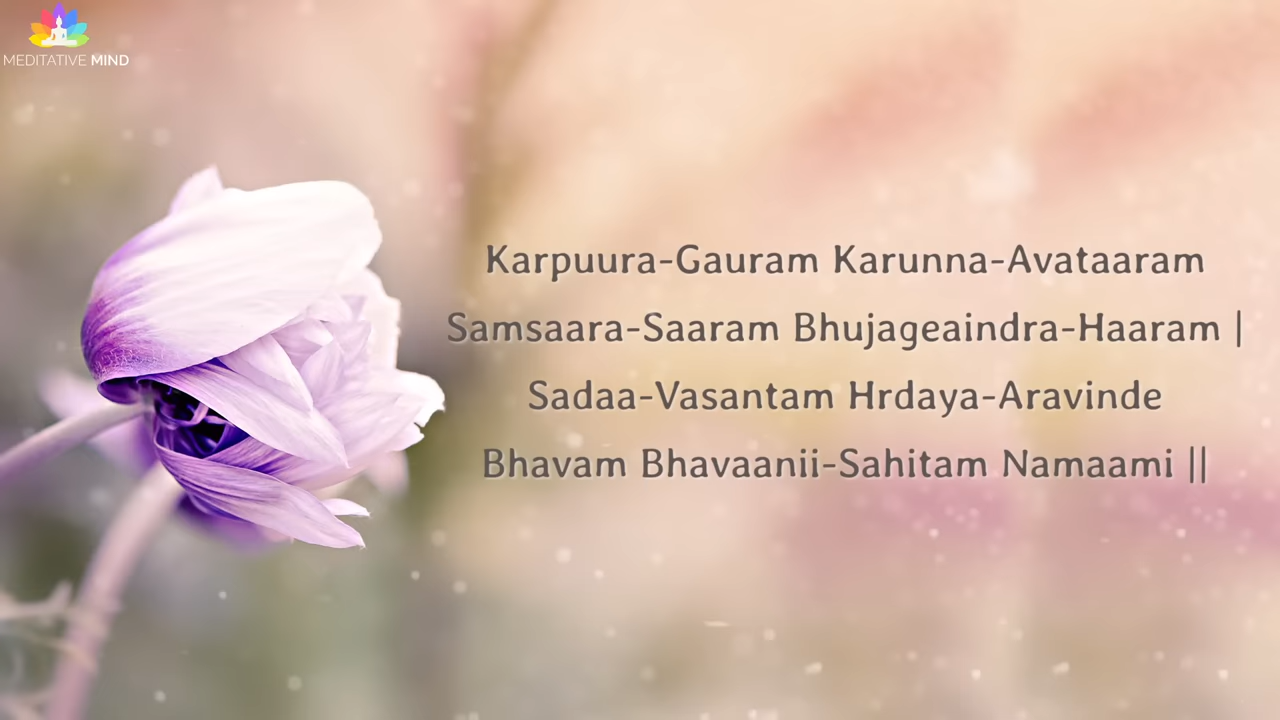 MEDITATIVE MIND
Karpuura-Gauram Karunna-Avataaram
Samsaara-Saaram Bhujageaindra-Haaram |
Sadaa-Vasantam Hrdaya-Aravinde
Bhavam Bhavaanii-Sahitam Namaami ||